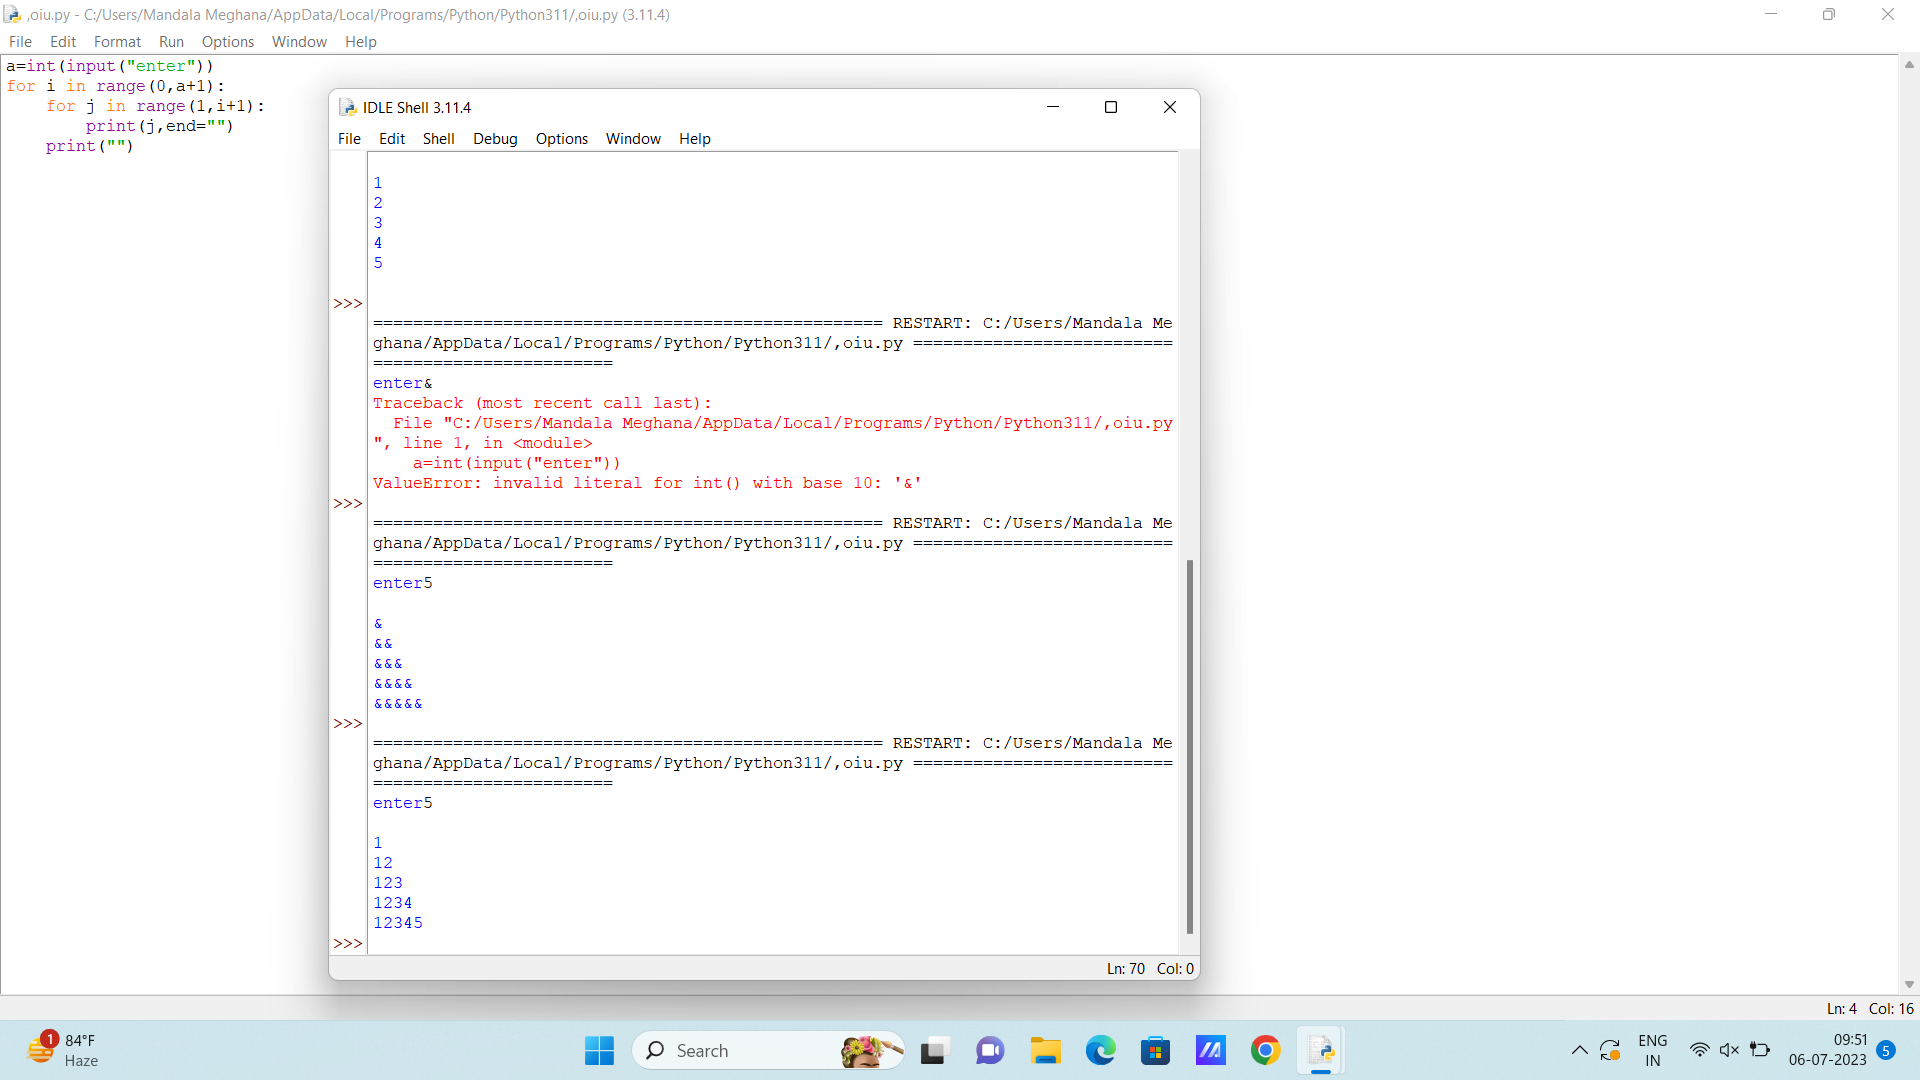 ,oiu.py - C:/Users/Mandala Meghana/AppData/Local/Programs/Python/Python311/,oiu.py (3.11.4)
File Edit Format Run Options Window Help
a=int(input("enter"))
for i in range(0,a+1):
    for j in range(1,i+1):
        print(j,end="")
    print("")
IDLE Shell 3.11.4
File Edit Shell Debug Options Window Help
1
2
3
4
5
>>>
=================================================== RESTART: C:/Users/Mandala Me
ghana/AppData/Local/Programs/Python/Python311/,oiu.py ==========================
========================
enter&
Traceback (most recent call last):
  File "C:/Users/Mandala Meghana/AppData/Local/Programs/Python/Python311/,oiu.py
", line 1, in <module>
    a=int(input("enter"))
ValueError: invalid literal for int() with base 10: '&'
>>>
=================================================== RESTART: C:/Users/Mandala Me
ghana/AppData/Local/Programs/Python/Python311/,oiu.py ==========================
========================
enter5
&
&&
&&&
&&&&
&&&&&
>>>
=================================================== RESTART: C:/Users/Mandala Me
ghana/AppData/Local/Programs/Python/Python311/,oiu.py ==========================
========================
enter5
1
12
123
1234
12345
>>>
Ln: 70 Col: 0
Ln: 4 Col: 16
1
84°F
Haze
Search
ENG
IN
09:51
06-07-2023
5